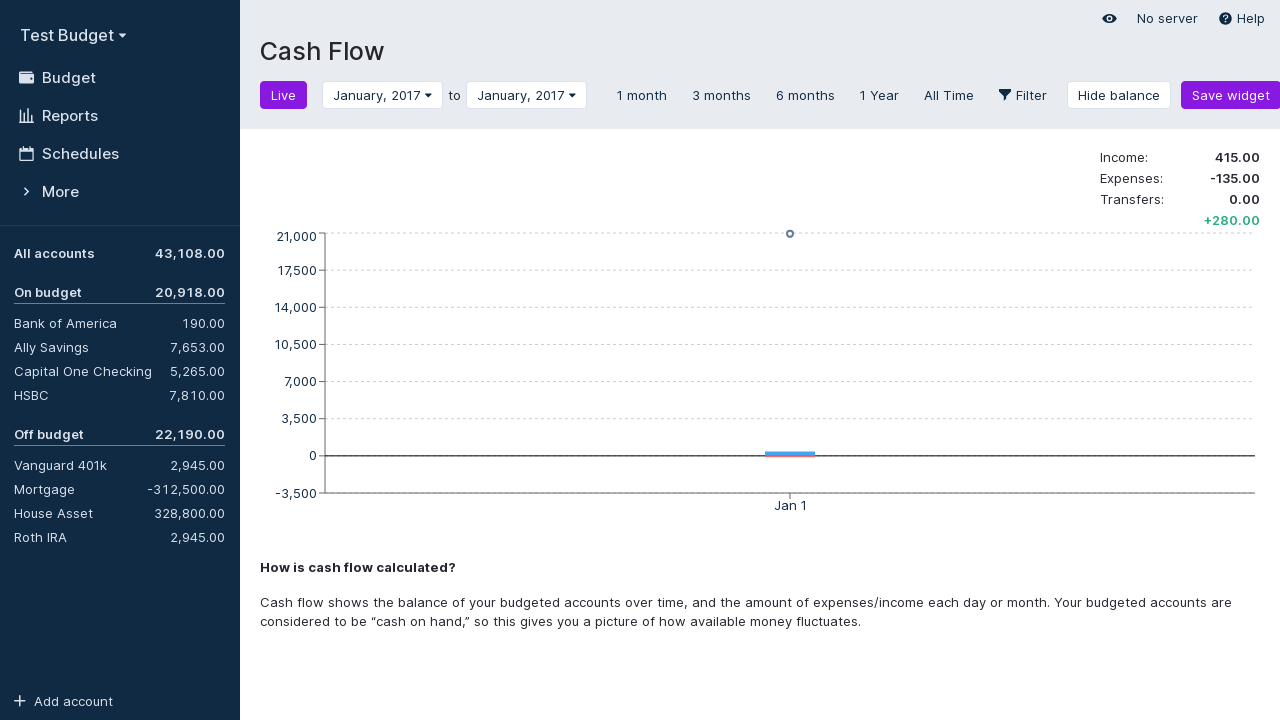 Test Budget
Budget
Reports
Schedules
More
All accounts 43,108.00
On budget 20,918.00
Bank of America 190.00
Ally Savings 7,653.00
Capital One Checking 5,265.00
HSBC 7,810.00
Off budget 22,190.00
Vanguard 401k 2,945.00
Mortgage -312,500.00
House Asset 328,800.00
Roth IRA 2,945.00
Add account
No server Help
Cash Flow
Live January, 2017 to January, 2017 1 month 3 months 6 months 1 Year All Time Filter Hide balance Save widget
Income: 415.00
Expenses: -135.00
Transfers: 0.00
+280.00
21,000
17,500
14,000
10,500
7,000
3,500
0
-3,500
Jan 1
How is cash flow calculated?
Cash flow shows the balance of your budgeted accounts over time, and the amount of expenses/income each day or month. Your budgeted accounts are
considered to be “cash on hand,” so this gives you a picture of how available money fluctuates.